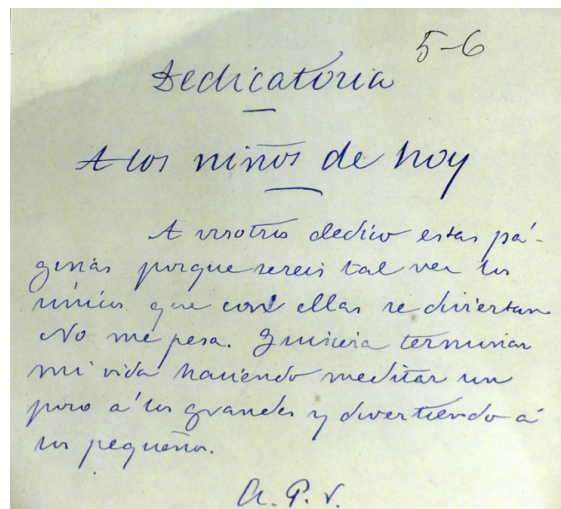 5-6
Dedicatoria
A los niños de hoy
A vosotros dedico estas pá-
ginas porque sereis tal vez los
únicos que con ellas se diviertan
No me pesa. Quisiera terminar
mi vida haciendo meditar un
poco á los grandes y divertiendo á
los pequeños.
A. P. V.